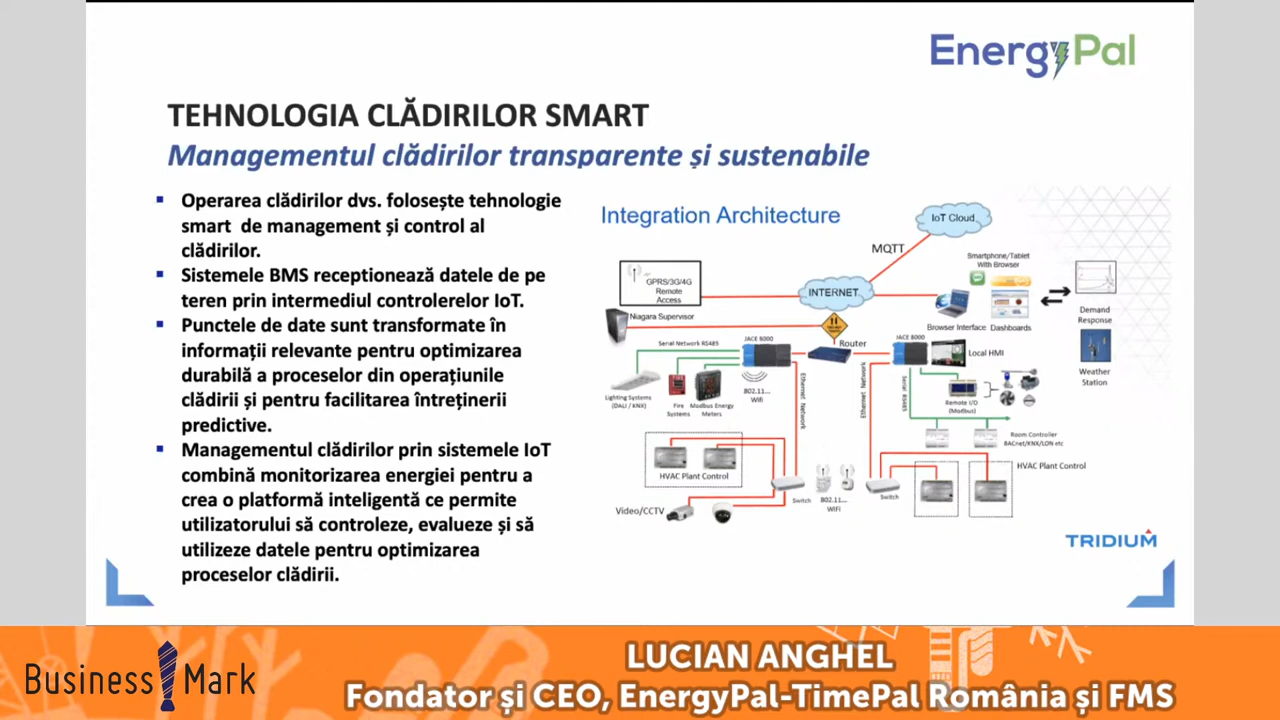 EnergyPal
TEHNOLOGIA CLĂDIRILOR SMART
Managementul clădirilor transparente și sustenabile
Operarea clădirilor dvs. folosește tehnologie
smart de management și control al
clădirilor.
Sistemele BMS receptionează datele de pe
teren prin intermediul controlerelor IoT.
Punctele de date sunt transformate în
informații relevante pentru optimizarea
durabilă a proceselor din operațiunile
clădirii și pentru facilitarea întreținerii
predictive.
Managementul clădirilor prin sistemele IoT
combină monitorizarea energiei pentru a
crea o platformă inteligentă ce permite
utilizatorului să controleze, evalueze și să
utilizeze datele pentru optimizarea
proceselor clădirii.
Integration Architecture
IoT Cloud
MQTT
Smartphone/Tablet
With Browser
GPRS/3G/4G
Remote
Access
INTERNET
Niagara Supervisor
Browser Interface
Dashboards
Demand
Response
Serial Network RS485
JACE 8000
Router
JACE 8000
Local HMI
Weather
Station
Lighting Systems
(DALI / KNX)
Fire
Systems
Modbus Energy
Meters
802.11...
Wifi
Ethernet Network
Ethernet Network
Serial RS485
Remote I/O
(Modbus)
Room Controller
BACnet/KNX/LON etc
HVAC Plant Control
HVAC Plant Control
Switch
802.11...
WiFi
Switch
Video/CCTV
TRIDIUM
Business Mark
LUCIAN ANGHEL
Fondator și CEO, EnergyPal-TimePal România și FMS